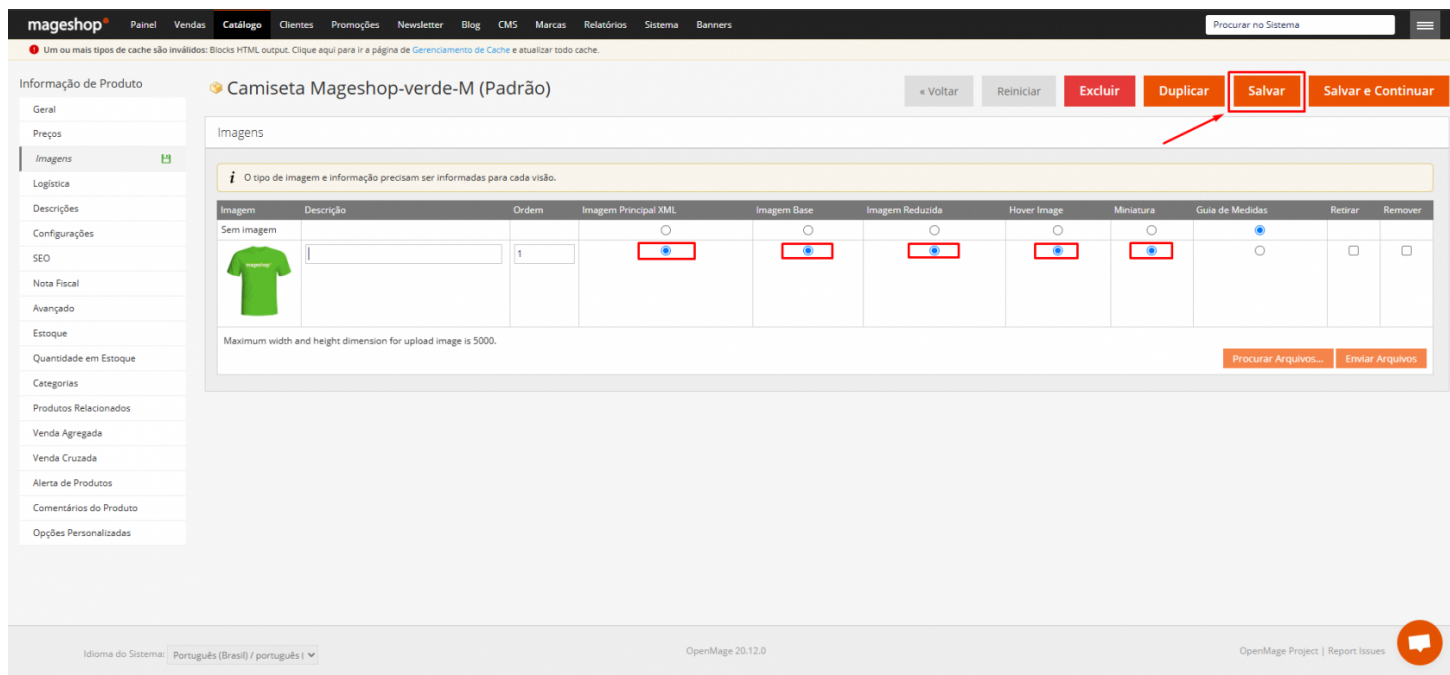 mageshop Painel Vendas Catálogo Clientes Promoções Newsletter Blog CMS Marcas Relatórios Sistema Banners Procurar no Sistema
Um ou mais tipos de cache são inválidos: Blocks HTML output. Clique aqui para ir a página de Gerenciamento de Cache e atualizar todo cache.
Informação de Produto
Geral
Preços
Imagens
Logística
Descrições
Configurações
SEO
Nota Fiscal
Avançado
Estoque
Quantidade em Estoque
Categorias
Produtos Relacionados
Venda Agregada
Venda Cruzada
Alerta de Produtos
Comentários do Produto
Opções Personalizadas
Camiseta Mageshop-verde-M (Padrão)
« Voltar Reiniciar Excluir Duplicar Salvar Salvar e Continuar
Imagens
i O tipo de imagem e informação precisam ser informadas para cada visão.
Imagem Descrição Ordem Imagem Principal XML Imagem Base Imagem Reduzida Hover Image Miniatura Guia de Medidas Retirar Remover
Sem imagem
mageshop
1
Maximum width and height dimension for upload image is 5000.
Procurar Arquivos... Enviar Arquivos
Idioma do Sistema: Português (Brasil) / português (
OpenMage 20.12.0
OpenMage Project | Report Issues